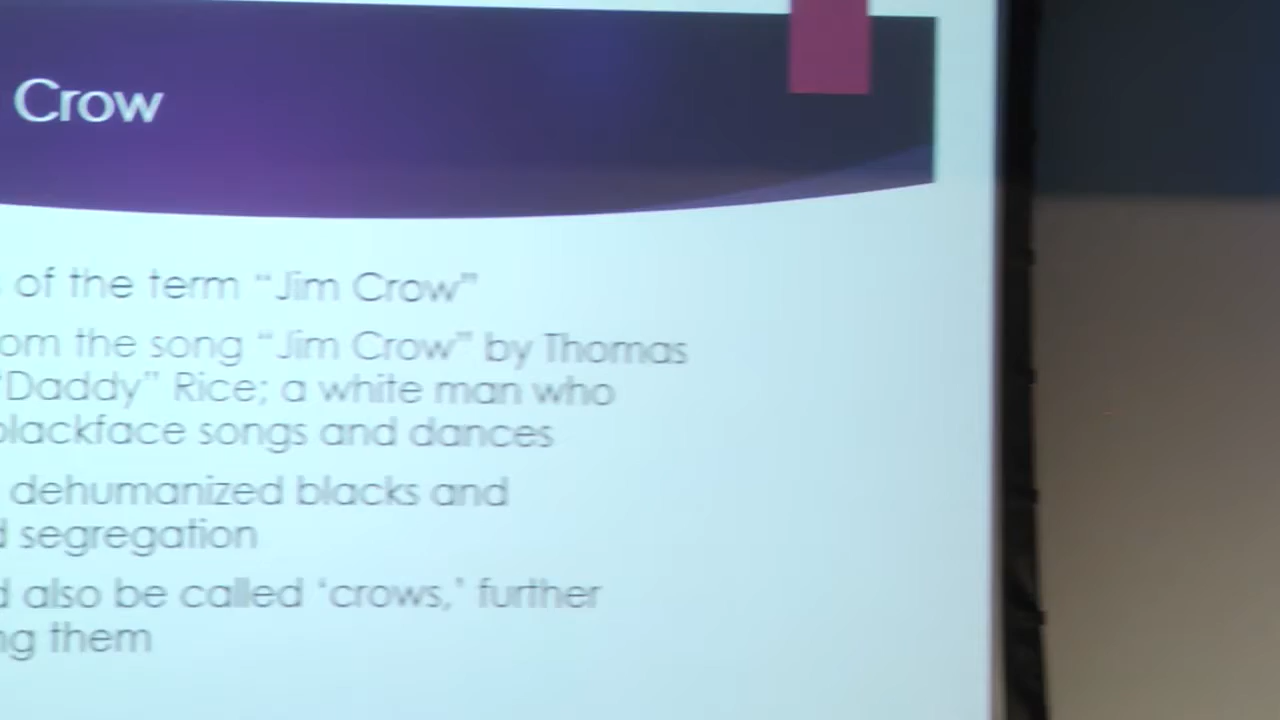 Crow
of the term “Jim Crow”
om the song “Jim Crow” by Thomas
“Daddy” Rice; a white man who
blackface songs and dances
dehumanized blacks and
d segregation
d also be called ‘crows,’ further
ng them